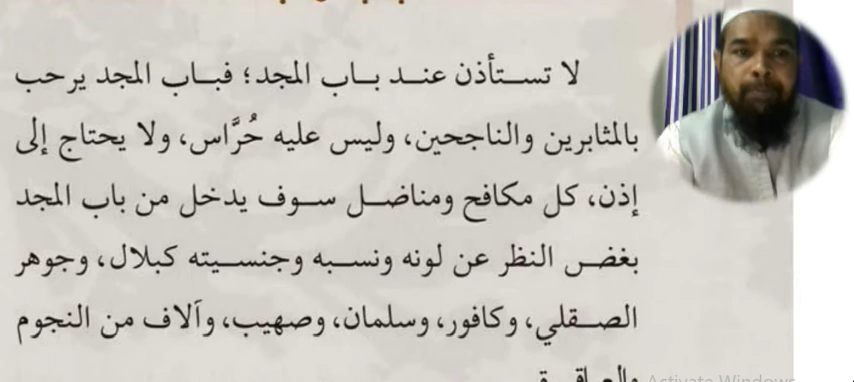 لا تستأذن عند باب المجد؛ فباب المجد يرحب
بالمثابرين والناجحين، وليس عليه حُرَّاس، ولا يحتاج إلى
إذن، كل مكافح ومناضل سوف يدخل من باب المجد
بغض النظر عن لونه ونسبه وجنسيته كبلال، وجوهر
الصقلي، وكافور، وسلمان، وصهيب، وآلاف من النجوم
Activate Windows